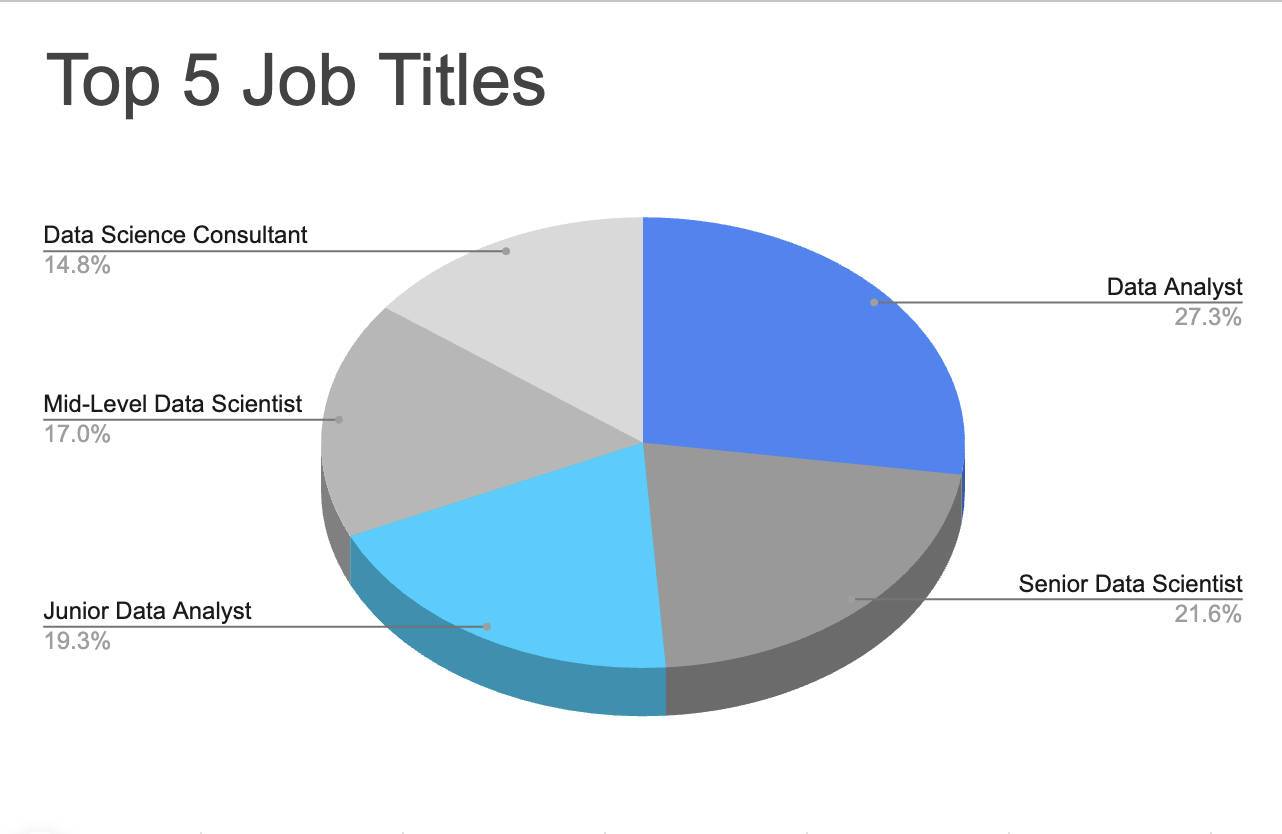 Top 5 Job Titles
Data Science Consultant
14.8%
Data Analyst
27.3%
Mid-Level Data Scientist
17.0%
Senior Data Scientist
21.6%
Junior Data Analyst
19.3%